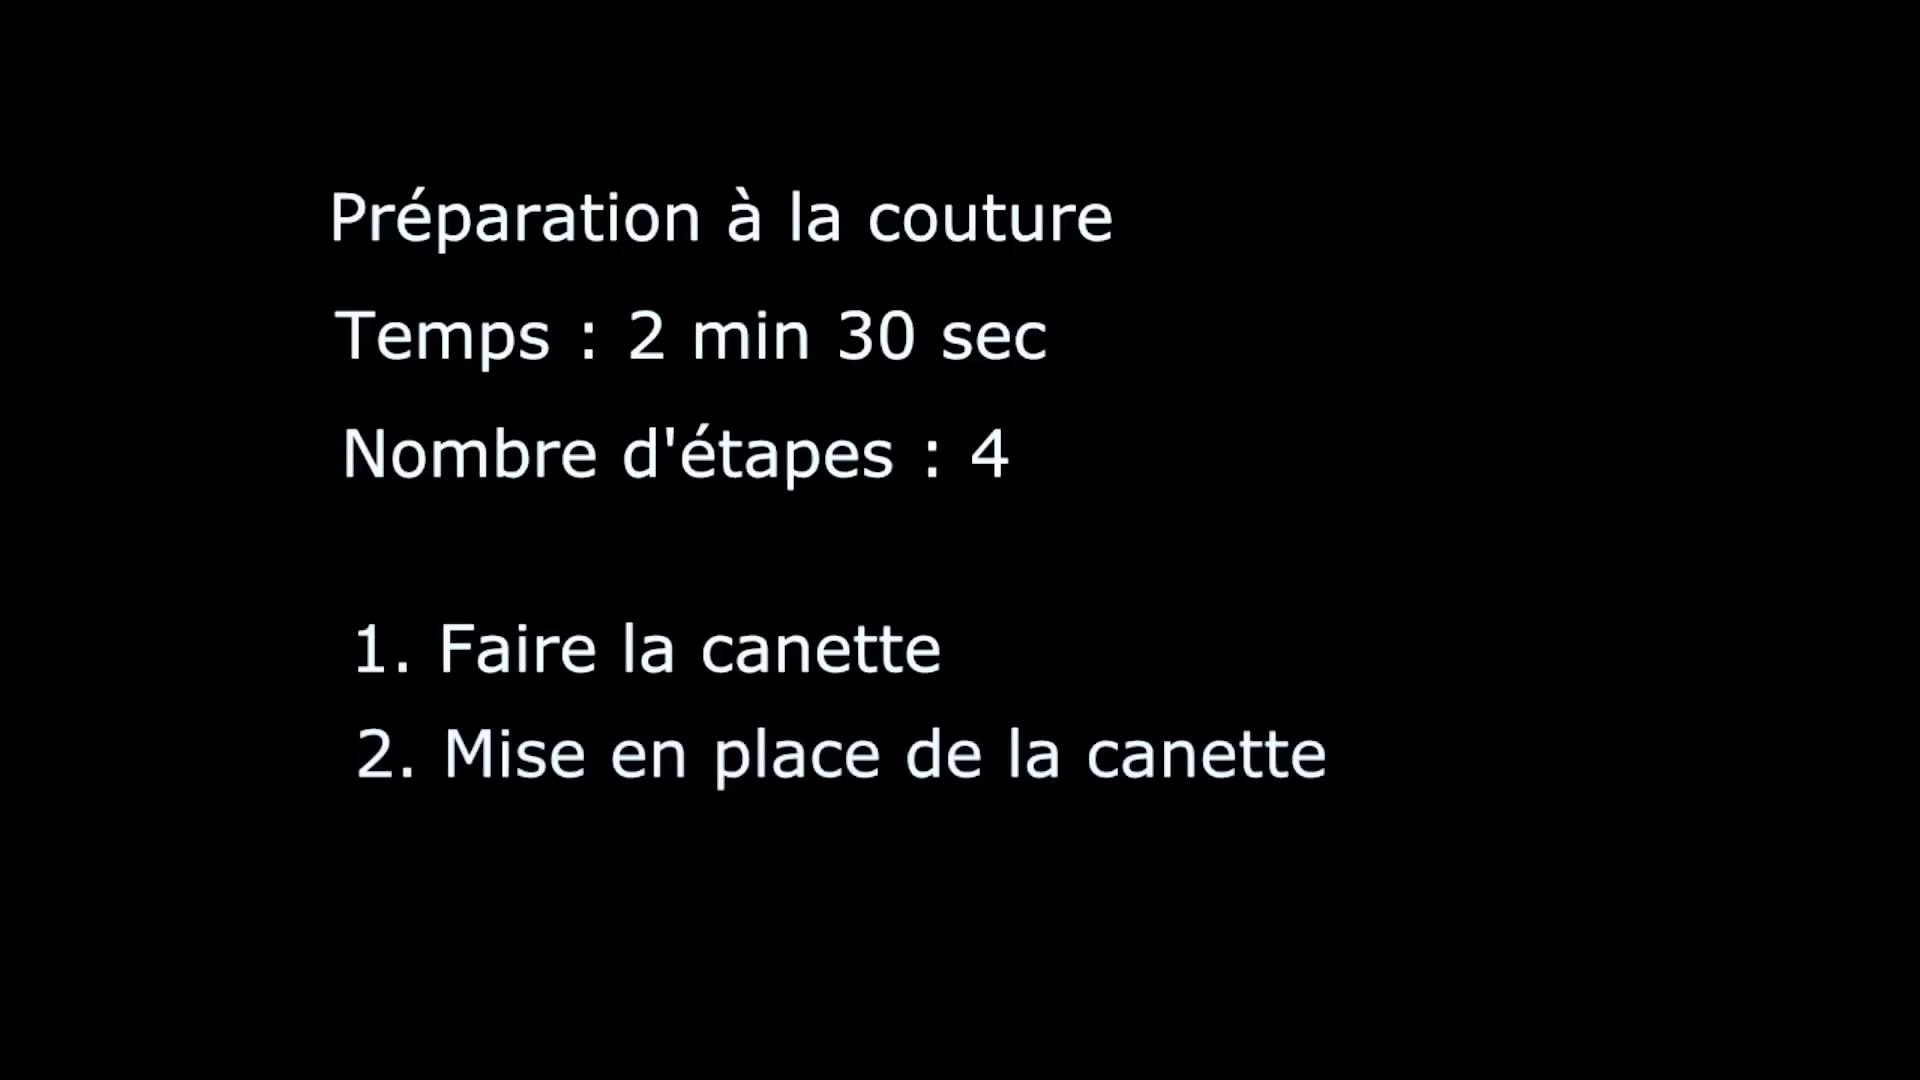 Préparation à la couture
Temps : 2 min 30 sec
Nombre d'étapes : 4
1. Faire la canette
2. Mise en place de la canette